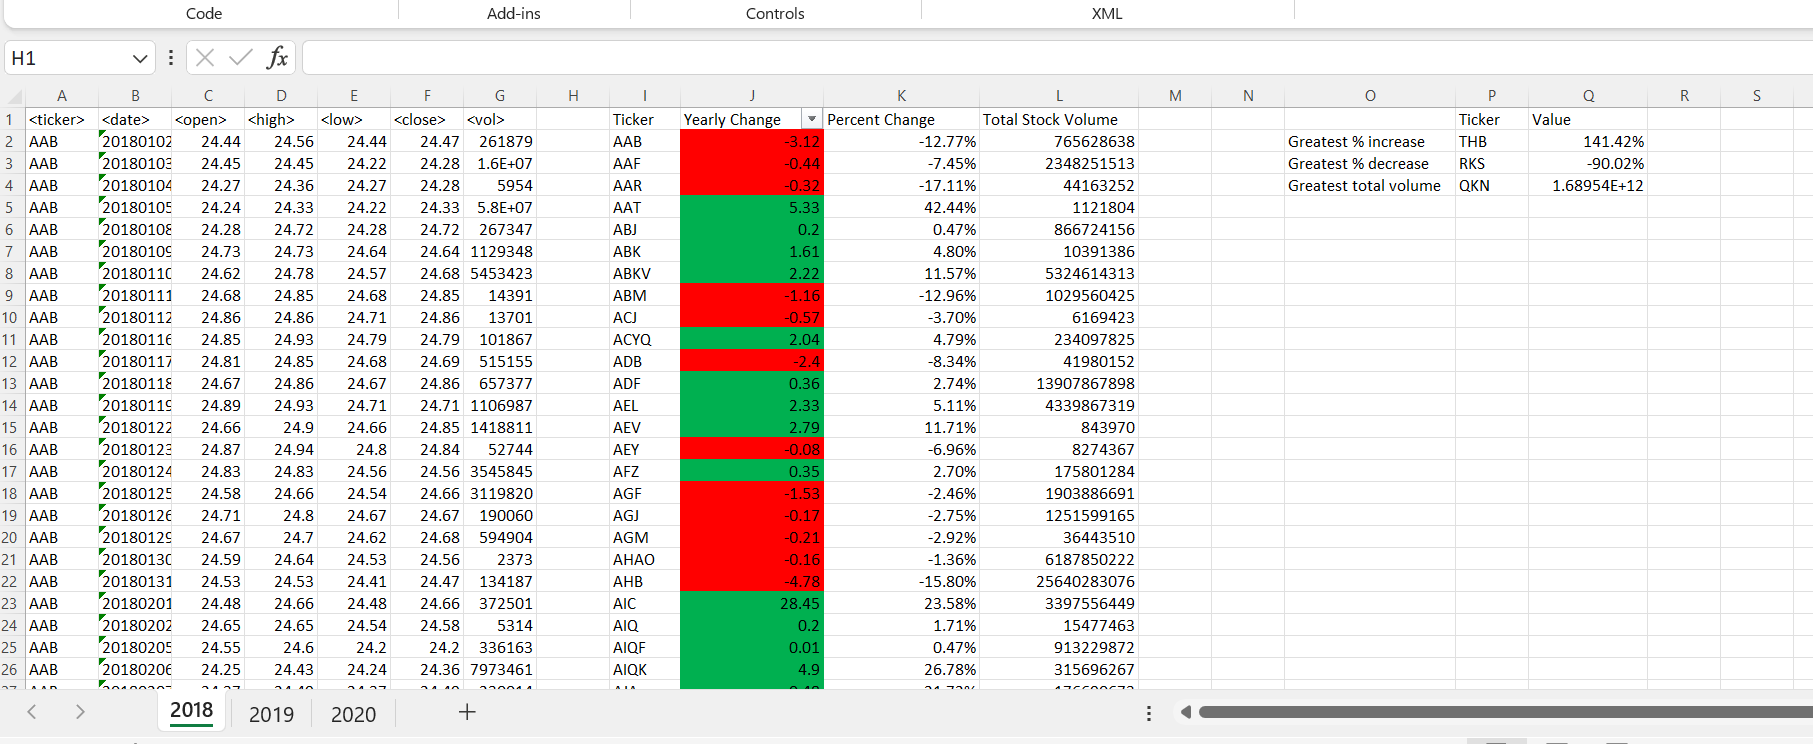 Code Add-ins Controls XML
H1 fx
A B C D E F G H I J K L M N O P Q R S
1 <ticker> <date> <open> <high> <low> <close> <vol> Ticker Yearly Change Percent Change Total Stock Volume Ticker Value
2 AAB 20180102 24.44 24.56 24.44 24.47 261879 AAB -3.12 -12.77% 765628638 Greatest % increase THB 141.42%
3 AAB 20180103 24.45 24.45 24.22 24.28 1.6E+07 AAF -0.44 -7.45% 2348251513 Greatest % decrease RKS -90.02%
4 AAB 20180104 24.27 24.36 24.27 24.28 5954 AAR -0.32 -17.11% 44163252 Greatest total volume QKN 1.68954E+12
5 AAB 20180105 24.24 24.33 24.22 24.33 5.8E+07 AAT 5.33 42.44% 1121804
6 AAB 20180108 24.28 24.72 24.28 24.72 267347 ABJ 0.2 0.47% 866724156
7 AAB 20180109 24.73 24.73 24.64 24.64 1129348 ABK 1.61 4.80% 10391386
8 AAB 20180110 24.62 24.78 24.57 24.68 5453423 ABKV 2.22 11.57% 5324614313
9 AAB 20180111 24.68 24.85 24.68 24.85 14391 ABM -1.16 -12.96% 1029560425
10 AAB 20180112 24.86 24.86 24.71 24.86 13701 ACJ -0.57 -3.70% 6169423
11 AAB 20180116 24.85 24.93 24.79 24.79 101867 ACYQ 2.04 4.79% 234097825
12 AAB 20180117 24.81 24.85 24.68 24.69 515155 ADB -2.4 -8.34% 41980152
13 AAB 20180118 24.67 24.86 24.67 24.86 657377 ADF 0.36 2.74% 13907867898
14 AAB 20180119 24.89 24.93 24.71 24.71 1106987 AEL 2.33 5.11% 4339867319
15 AAB 20180122 24.66 24.9 24.66 24.85 1418811 AEV 2.79 11.71% 843970
16 AAB 20180123 24.87 24.94 24.8 24.84 52744 AEY -0.08 -6.96% 8274367
17 AAB 20180124 24.83 24.83 24.56 24.56 3545845 AFZ 0.35 2.70% 175801284
18 AAB 20180125 24.58 24.66 24.54 24.66 3119820 AGF -1.53 -2.46% 1903886691
19 AAB 20180126 24.71 24.8 24.67 24.67 190060 AGJ -0.17 -2.75% 1251599165
20 AAB 20180129 24.67 24.7 24.62 24.68 594904 AGM -0.21 -2.92% 36443510
21 AAB 20180130 24.59 24.64 24.53 24.56 2373 AHAO -0.16 -1.36% 6187850222
22 AAB 20180131 24.53 24.53 24.41 24.47 134187 AHB -4.78 -15.80% 25640283076
23 AAB 20180201 24.48 24.66 24.48 24.66 372501 AIC 28.45 23.58% 3397556449
24 AAB 20180202 24.65 24.65 24.54 24.58 5314 AIQ 0.2 1.71% 15477463
25 AAB 20180205 24.55 24.6 24.2 24.2 336163 AIQF 0.01 0.47% 913229872
26 AAB 20180206 24.25 24.43 24.24 24.36 7973461 AIQK 4.9 26.78% 315696267
2018 2019 2020